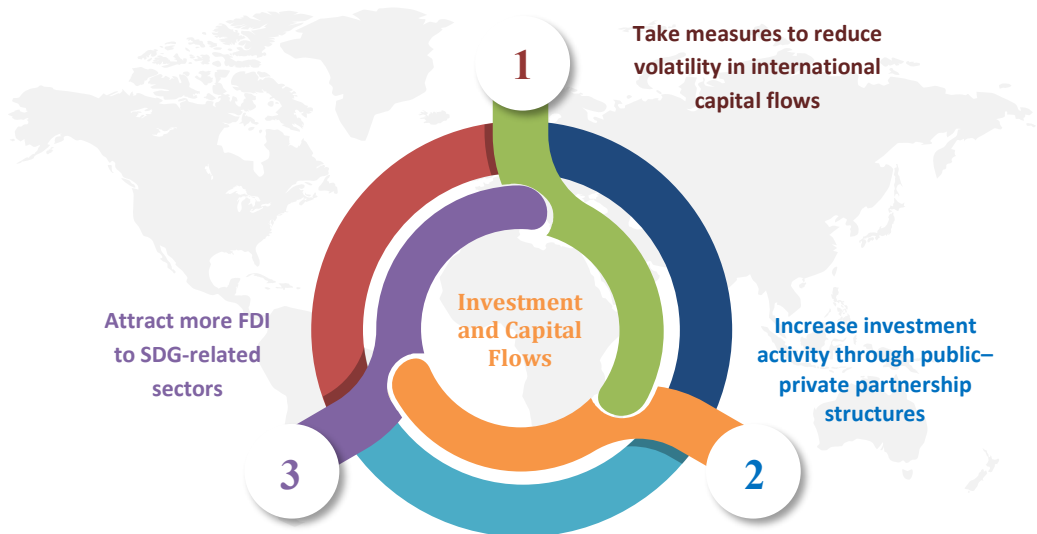 1
Take measures to reduce
volatility in international
capital flows
Investment
and Capital
Flows
Attract more FDI
to SDG-related
sectors
Increase investment
activity through public–
private partnership
structures
3
2